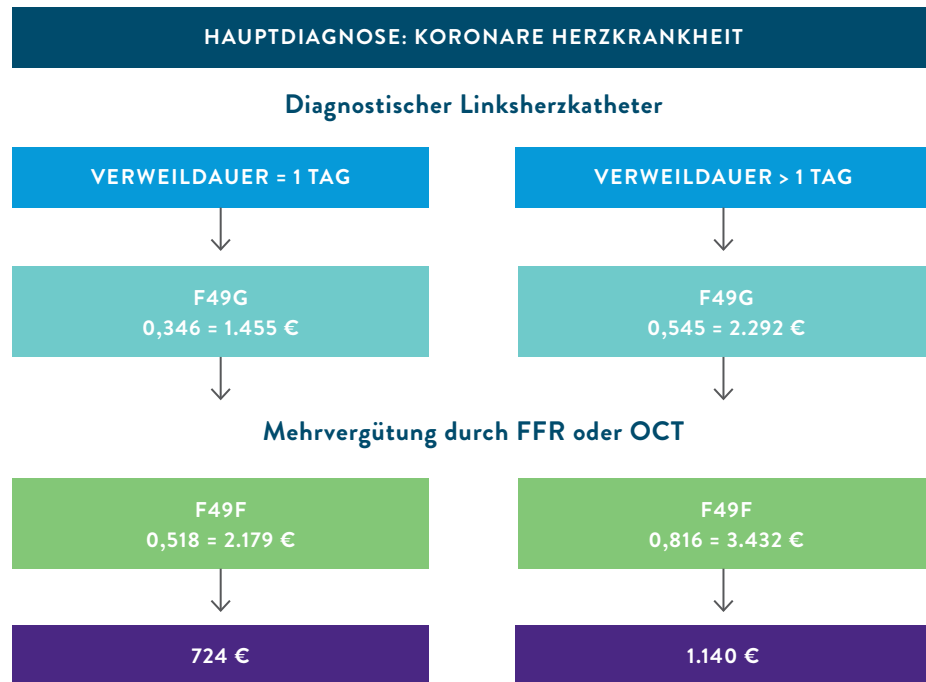 HAUPTDIAGNOSE: KORONARE HERZKRANKHEIT
Diagnostischer Linksherzkatheter
VERWEILDAUER = 1 TAG
VERWEILDAUER > 1 TAG
F49G
0,346 = 1.455 €
F49G
0,545 = 2.292 €
Mehrvergütung durch FFR oder OCT
F49F
0,518 = 2.179 €
F49F
0,816 = 3.432 €
724 €
1.140 €